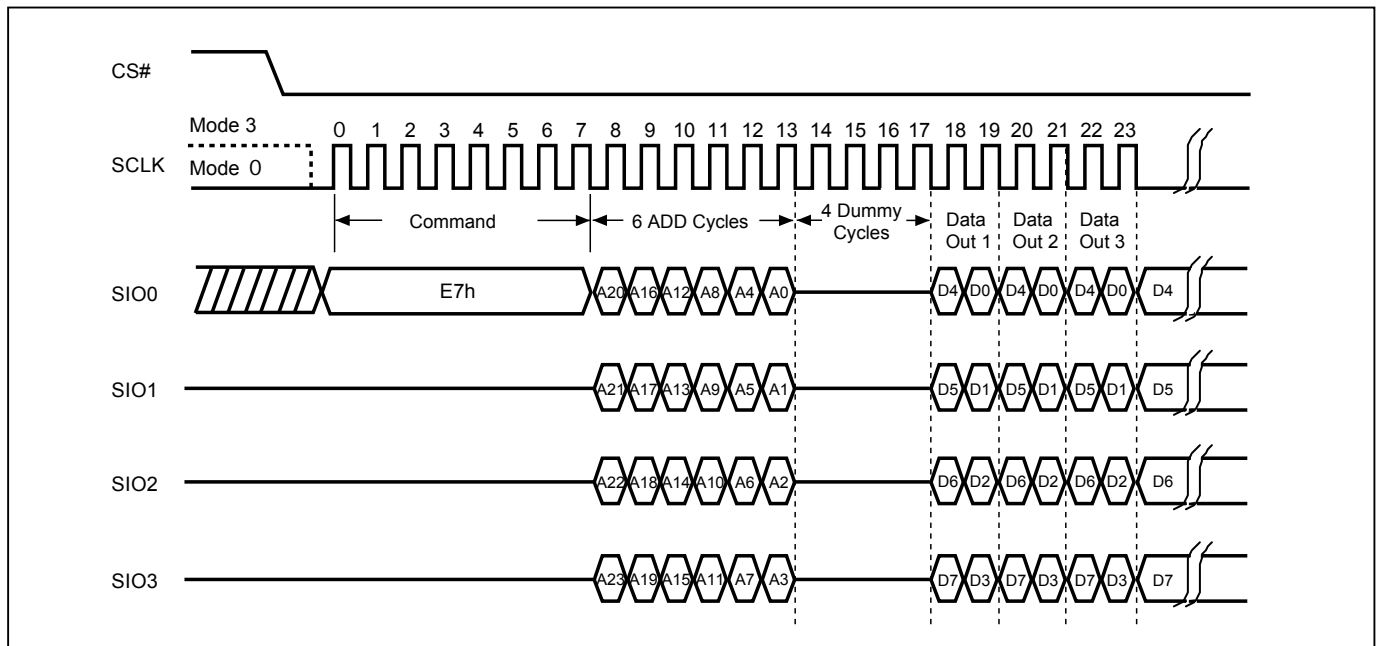 CS#
Mode 3
SCLK
Mode 0
0 1 2 3 4 5 6 7 8 9 10 11 12 13 14 15 16 17 18 19 20 21 22 23
Command
6 ADD Cycles
4 Dummy
Cycles
Data
Out 1
Data
Out 2
Data
Out 3
SIO0
E7h
A20 A16 A12 A8 A4 A0
D4 D0 D4 D0 D4 D0 D4
SIO1
A21 A17 A13 A9 A5 A1
D5 D1 D5 D1 D5 D1 D5
SIO2
A22 A18 A14 A10 A6 A2
D6 D2 D6 D2 D6 D2 D6
SIO3
A23 A19 A15 A11 A7 A3
D7 D3 D7 D3 D7 D3 D7